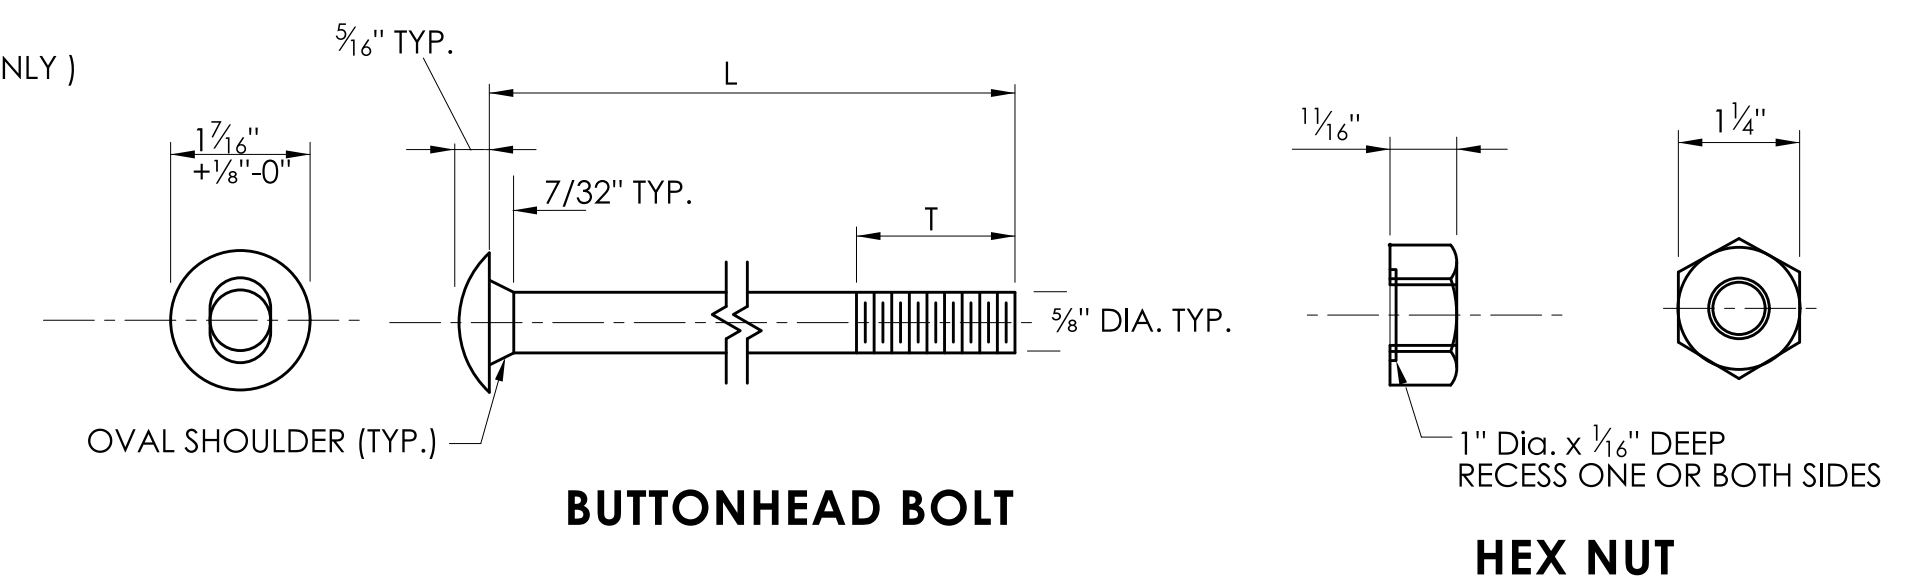 NLY )
5/16" TYP.
L
1 7/16"
+1/8"-0"
7/32" TYP.
T
5/8" DIA. TYP.
OVAL SHOULDER (TYP.)
BUTTONHEAD BOLT
11/16"
1 1/4"
1" Dia. x 1/16" DEEP
RECESS ONE OR BOTH SIDES
HEX NUT